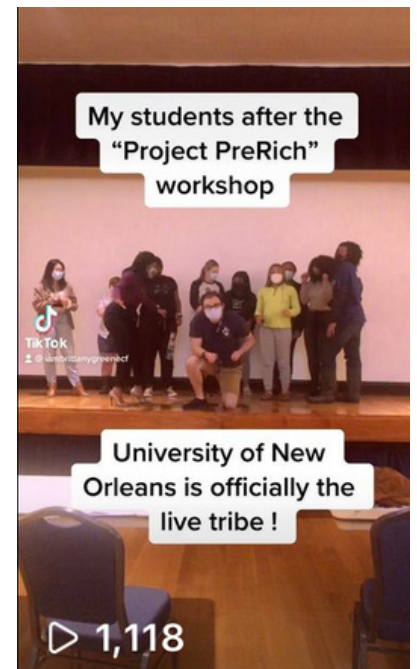 My students after the
“Project PreRich”
workshop
TikTok
@iambrittanygreenecf
University of New
Orleans is officially the
live tribe !
1,118